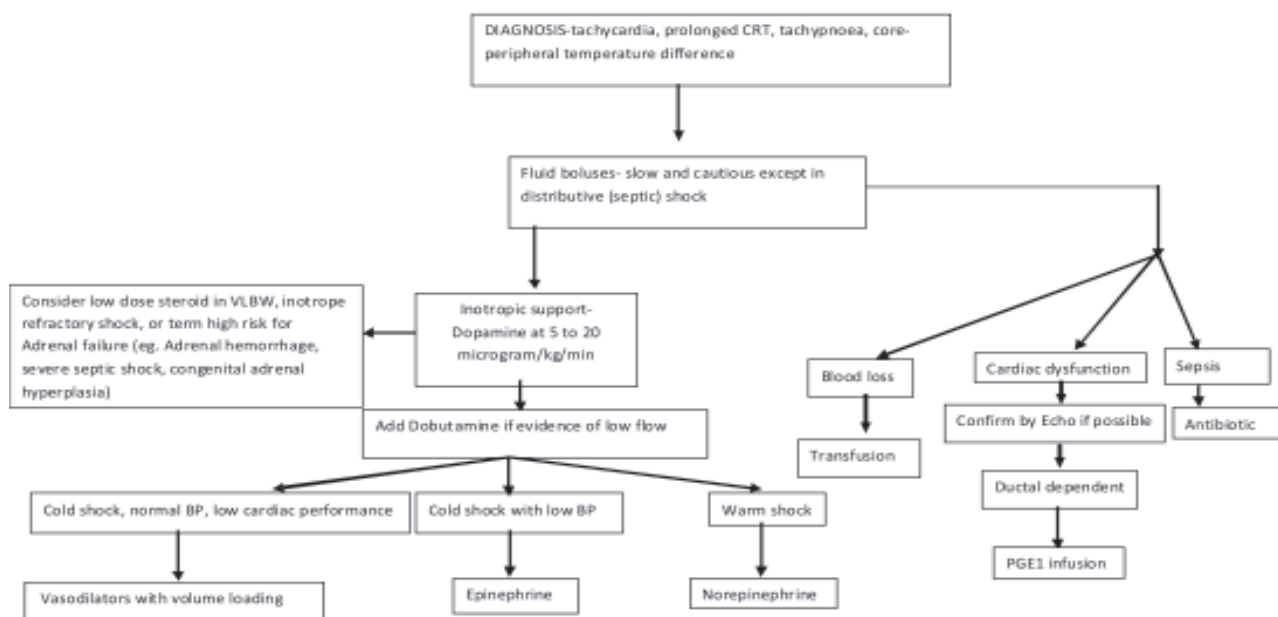 DIAGNOSIS-tachycardia, prolonged CRT, tachypnoea, core-
peripheral temperature difference
Fluid boluses- slow and cautious except in
distributive (septic) shock
Consider low dose steroid in VLBW, inotrope
refractory shock, or term high risk for
Adrenal failure (eg. Adrenal hemorrhage,
severe septic shock, congenital adrenal
hyperplasia)
Inotropic support-
Dopamine at 5 to 20
microgram/kg/min
Add Dobutamine if evidence of low flow
Cold shock, normal BP, low cardiac performance
Vasodilators with volume loading
Cold shock with low BP
Epinephrine
Warm shock
Norepinephrine
Blood loss
Transfusion
Cardiac dysfunction
Confirm by Echo if possible
Ductal dependent
PGE1 infusion
Sepsis
Antibiotic